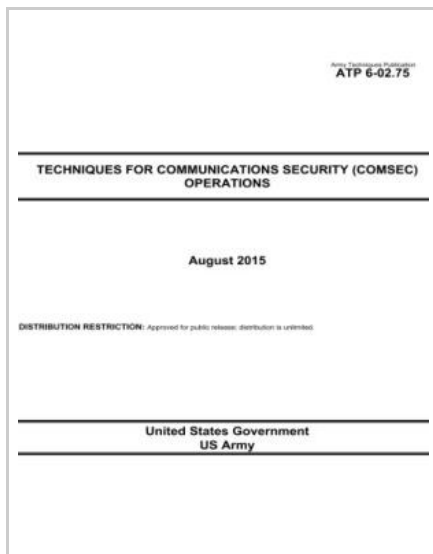 Army Techniques Publication
ATP 6-02.75
TECHNIQUES FOR COMMUNICATIONS SECURITY (COMSEC)
OPERATIONS
August 2015
DISTRIBUTION RESTRICTION: Approved for public release; distribution is unlimited.
United States Government
US Army